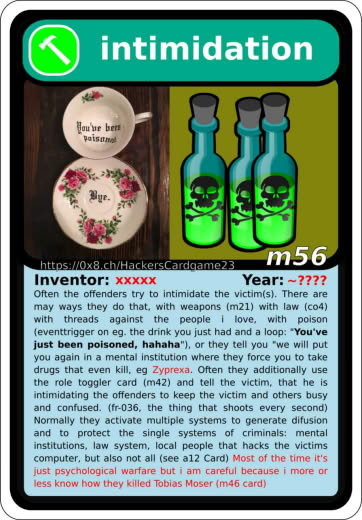 intimidation
You've been
poisoned
Bye.
m56
https://0x8.ch/HackersCardgame23
Inventor: xxxxx Year: ~????
Often the offenders try to intimidate the victim(s). There are
may ways they do that, with weapons (m21) with law (co4)
with threads against the people i love, with poison
(eventtrigger on eg. the drink you just had and a loop: "You've
just been poisoned, hahaha"), or they tell you "we will put
you again in a mental institution where they force you to take
drugs that even kill, eg Zyprexa. Often they additionally use
the role toggler card (m42) and tell the victim, that he is
intimidating the offenders to keep the victim and others busy
and confused. (fr-036, the thing that shoots every second)
Normally they activate multiple systems to generate difusion
and to protect the single systems of criminals: mental
institutions, law system, local people that hacks the victims
computer, but also not all (see a12 Card) Most of the time it's
just psychological warfare but i am careful because i more or
less know how they killed Tobias Moser (m46 card)